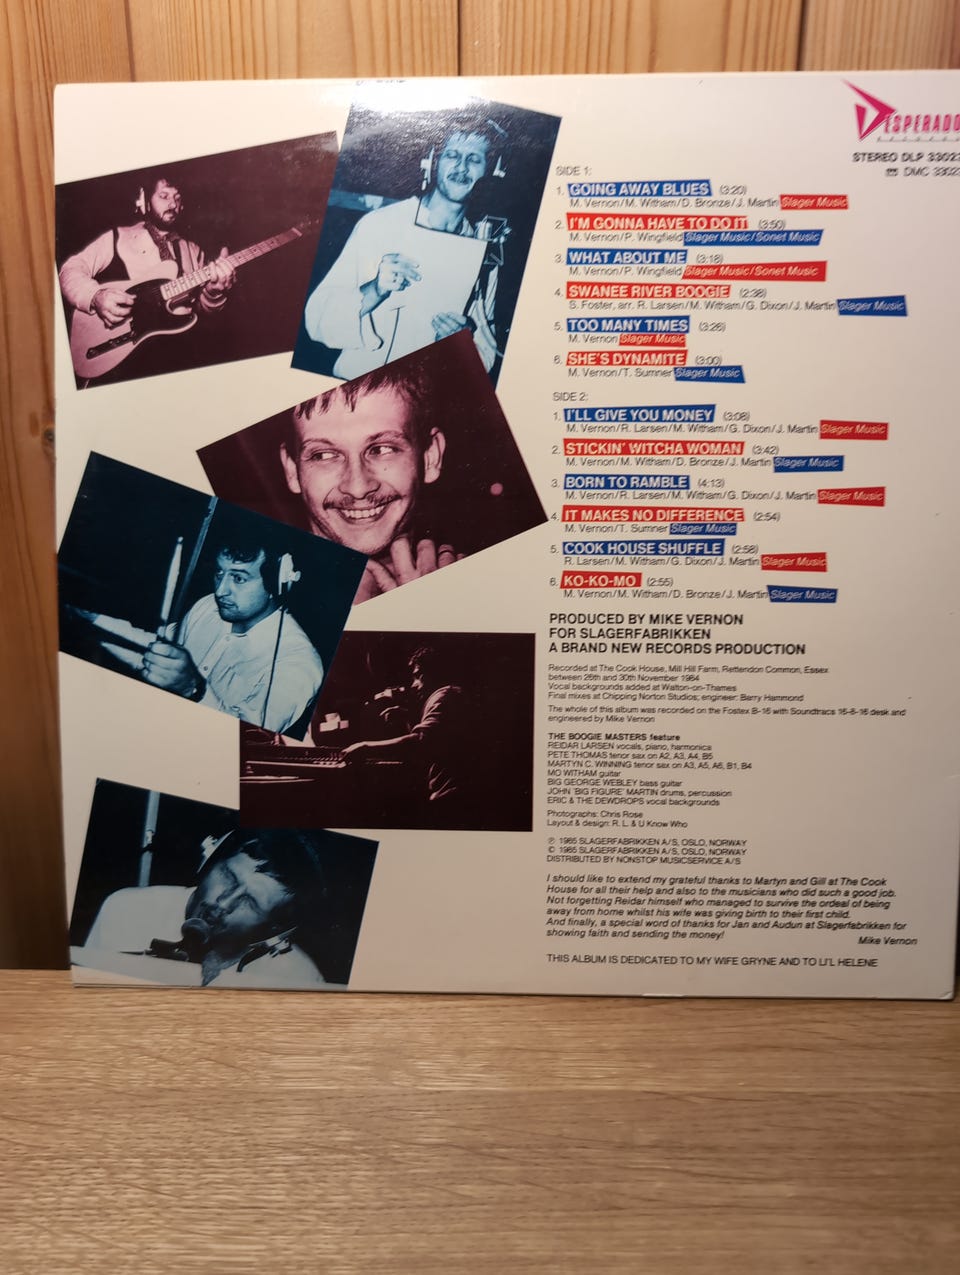 DESPERADO
RECORDS
STEREO DLP 33023
DMC 33023
SIDE 1:
1. GOING AWAY BLUES (3:20)
M. Vernon/M. Witham/D. Bronze/J. Martin Slager Music
2. I'M GONNA HAVE TO DO IT (3:50)
M. Vernon/P. Wingfield Slager Music/Sonet Music
3. WHAT ABOUT ME (3:18)
M. Vernon/P. Wingfield Slager Music/Sonet Music
4. SWANEE RIVER BOOGIE (2:38)
S. Foster, arr. R. Larsen/M. Witham/G. Dixon/J. Martin Slager Music
5. TOO MANY TIMES (3:26)
M. Vernon Slager Music
6. SHE'S DYNAMITE (3:00)
M. Vernon/T. Sumner Slager Music
SIDE 2:
1. I'LL GIVE YOU MONEY (3:08)
M. Vernon/R. Larsen/M. Witham/G. Dixon/J. Martin Slager Music
2. STICKIN' WITCHA WOMAN (3:42)
M. Vernon/M. Witham/D. Bronze/J. Martin Slager Music
3. BORN TO RAMBLE (4:13)
M. Vernon/R. Larsen/M. Witham/G. Dixon/J. Martin Slager Music
4. IT MAKES NO DIFFERENCE (2:54)
M. Vernon/T. Sumner Slager Music
5. COOK HOUSE SHUFFLE (2:58)
R. Larsen/M. Witham/G. Dixon/J. Martin Slager Music
6. KO-KO-MO (2:55)
M. Vernon/M. Witham/D. Bronze/J. Martin Slager Music
PRODUCED BY MIKE VERNON
FOR SLAGERFABRIKKEN
A BRAND NEW RECORDS PRODUCTION
Recorded at The Cook House, Mill Hill Farm, Rettendon Common, Essex
between 26th and 30th November 1984
Vocal backgrounds added at Walton-on-Thames
Final mixes at Chipping Norton Studios; engineer: Barry Hammond
The whole of this album was recorded on the Fostex B-16 with Soundtracs 16-8-16 desk and
engineered by Mike Vernon
THE BOOGIE MASTERS feature
REIDAR LARSEN vocals, piano, harmonica
PETE THOMAS tenor sax on A2, A3, A4, B5
MARTYN C. WINNING tenor sax on A3, A5, A6, B1, B4
MO WITHAM guitar
BIG GEORGE WEBLEY bass guitar
JOHN 'BIG FIGURE' MARTIN drums, percussion
ERIC & THE DEWDROPS vocal backgrounds
Photographs: Chris Rose
Layout & design: R. L. & U Know Who
℗ 1985 SLAGERFABRIKKEN A/S, OSLO, NORWAY
© 1985 SLAGERFABRIKKEN A/S, OSLO, NORWAY
DISTRIBUTED BY NONSTOP MUSICSERVICE A/S
I should like to extend my grateful thanks to Martyn and Gill at The Cook
House for all their help and also to the musicians who did such a good job.
Not forgetting Reidar himself who managed to survive the ordeal of being
away from home whilst his wife was giving birth to their first child.
And finally, a special word of thanks for Jan and Audun at Slagerfabrikken for
showing faith and sending the money!
Mike Vernon
THIS ALBUM IS DEDICATED TO MY WIFE GRYNE AND TO LI'L HELENE